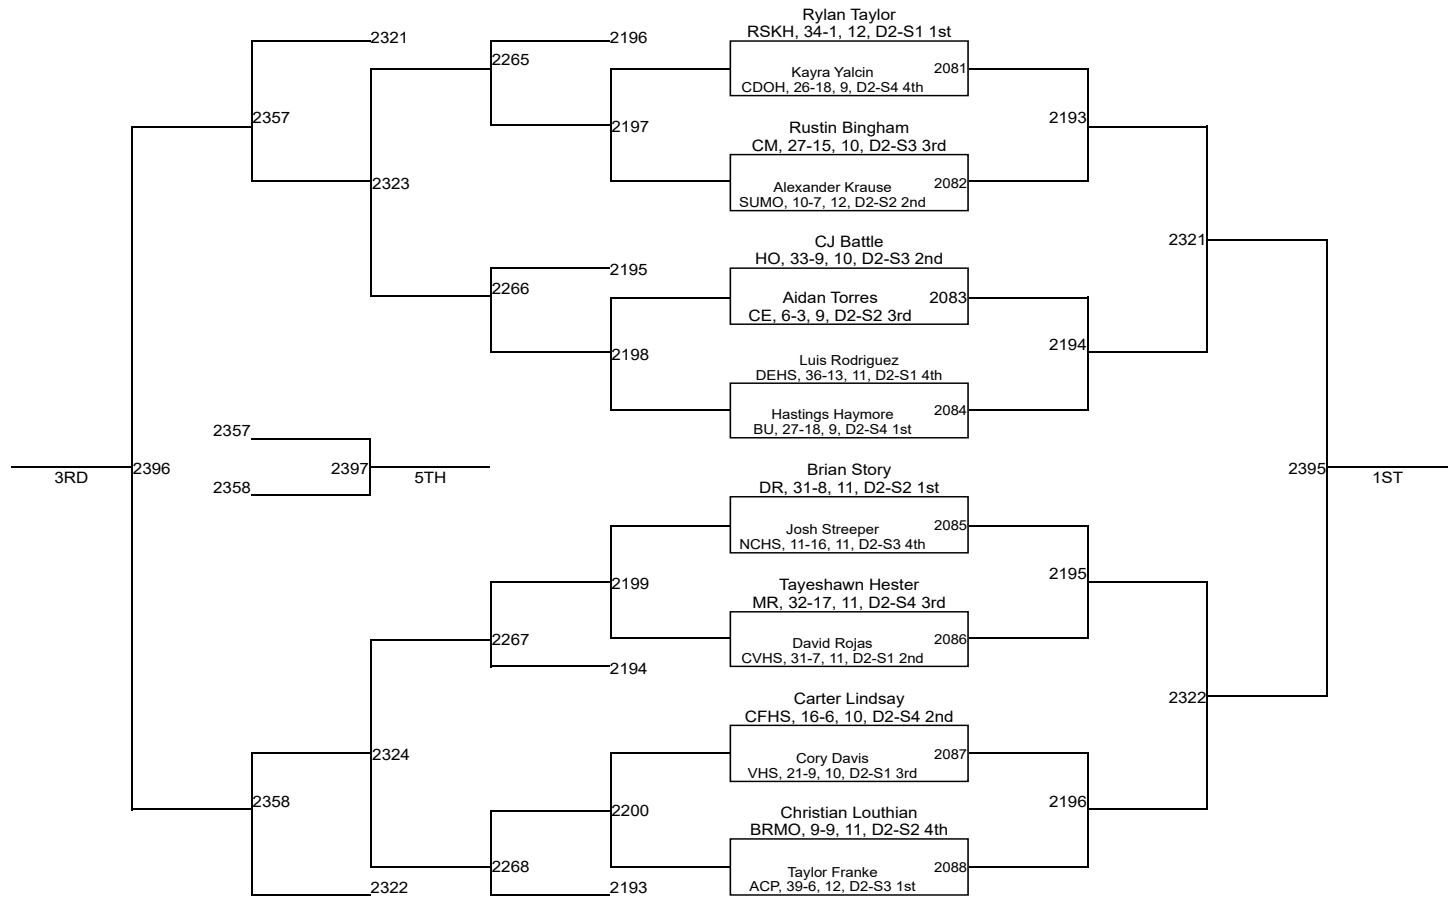 Rylan Taylor
2321
2196
RSKH, 34-1, 12, D2-S1 1st
2265
Kayra Yalcin
2081
CDOH, 26-18, 9, D2-S4 4th
2357
2193
2197
Rustin Bingham
CM, 27-15, 10, D2-S3 3rd
2323
Alexander Krause
2082
SUMO, 10-7, 12, D2-S2 2nd
CJ Battle
2321
HO, 33-9, 10, D2-S3 2nd
2195
2266
Aidan Torres
2083
CE, 6-3, 9, D2-S2 3rd
2194
2198
Luis Rodriguez
DEHS, 36-13, 11, D2-S1 4th
Hastings Haymore
2084
BU, 27-18, 9, D2-S4 1st
2357
2396
2397
Brian Story
2395
3RD
5TH
1ST
2358
DR, 31-8, 11, D2-S2 1st
Josh Streeper
2085
NCHS, 11-16, 11, D2-S3 4th
2195
2199
Tayeshawn Hester
MR, 32-17, 11, D2-S4 3rd
2267
David Rojas
2086
CVHS, 31-7, 11, D2-S1 2nd
2194
Carter Lindsay
2322
CFHS, 16-6, 10, D2-S4 2nd
2324
Cory Davis
2087
VHS, 21-9, 10, D2-S1 3rd
2358
2196
2200
Christian Louthian
BRMO, 9-9, 11, D2-S2 4th
2268
Taylor Franke
2088
2322
2193
ACP, 39-6, 12, D2-S3 1st